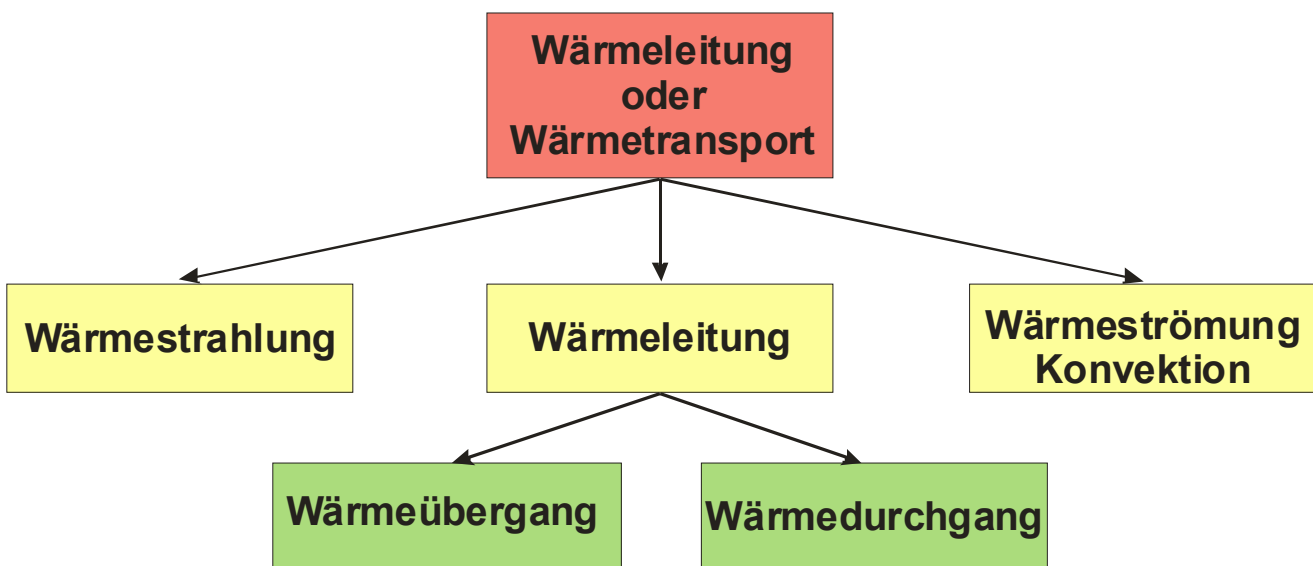 Wärmeleitung
oder
Wärmetransport
Wärmestrahlung
Wärmeleitung
Wärmeströmung
Konvektion
Wärmeübergang
Wärmedurchgang